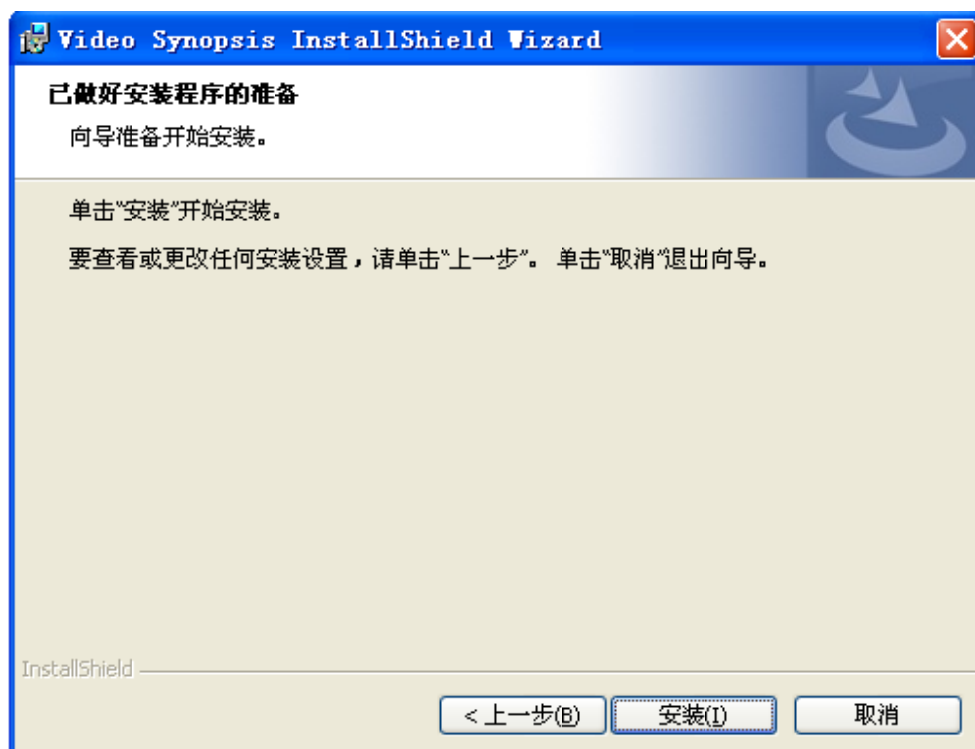 Video Synopsis InstallShield Wizard
已做好安装程序的准备
向导准备开始安装。
单击“安装”开始安装。
要查看或更改任何安装设置，请单击“上一步”。 单击“取消”退出向导。
InstallShield
< 上一步(B) 安装(I) 取消